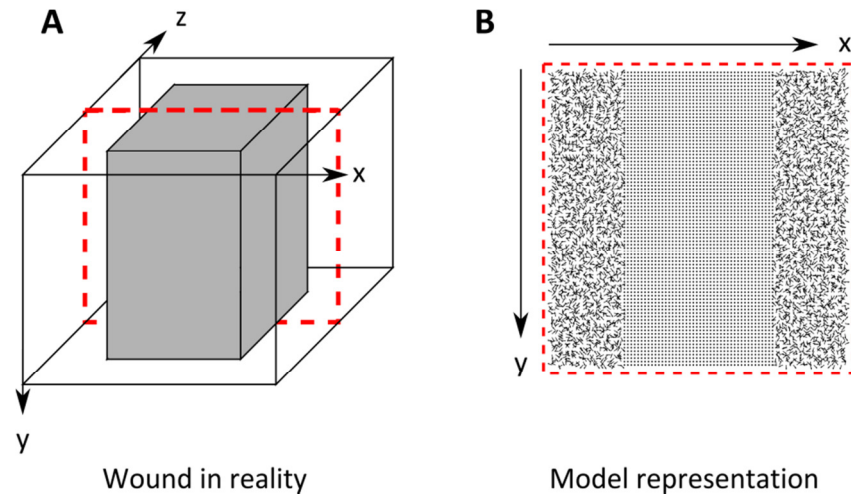 A
z
x
y
Wound in reality
B
x
y
Model representation